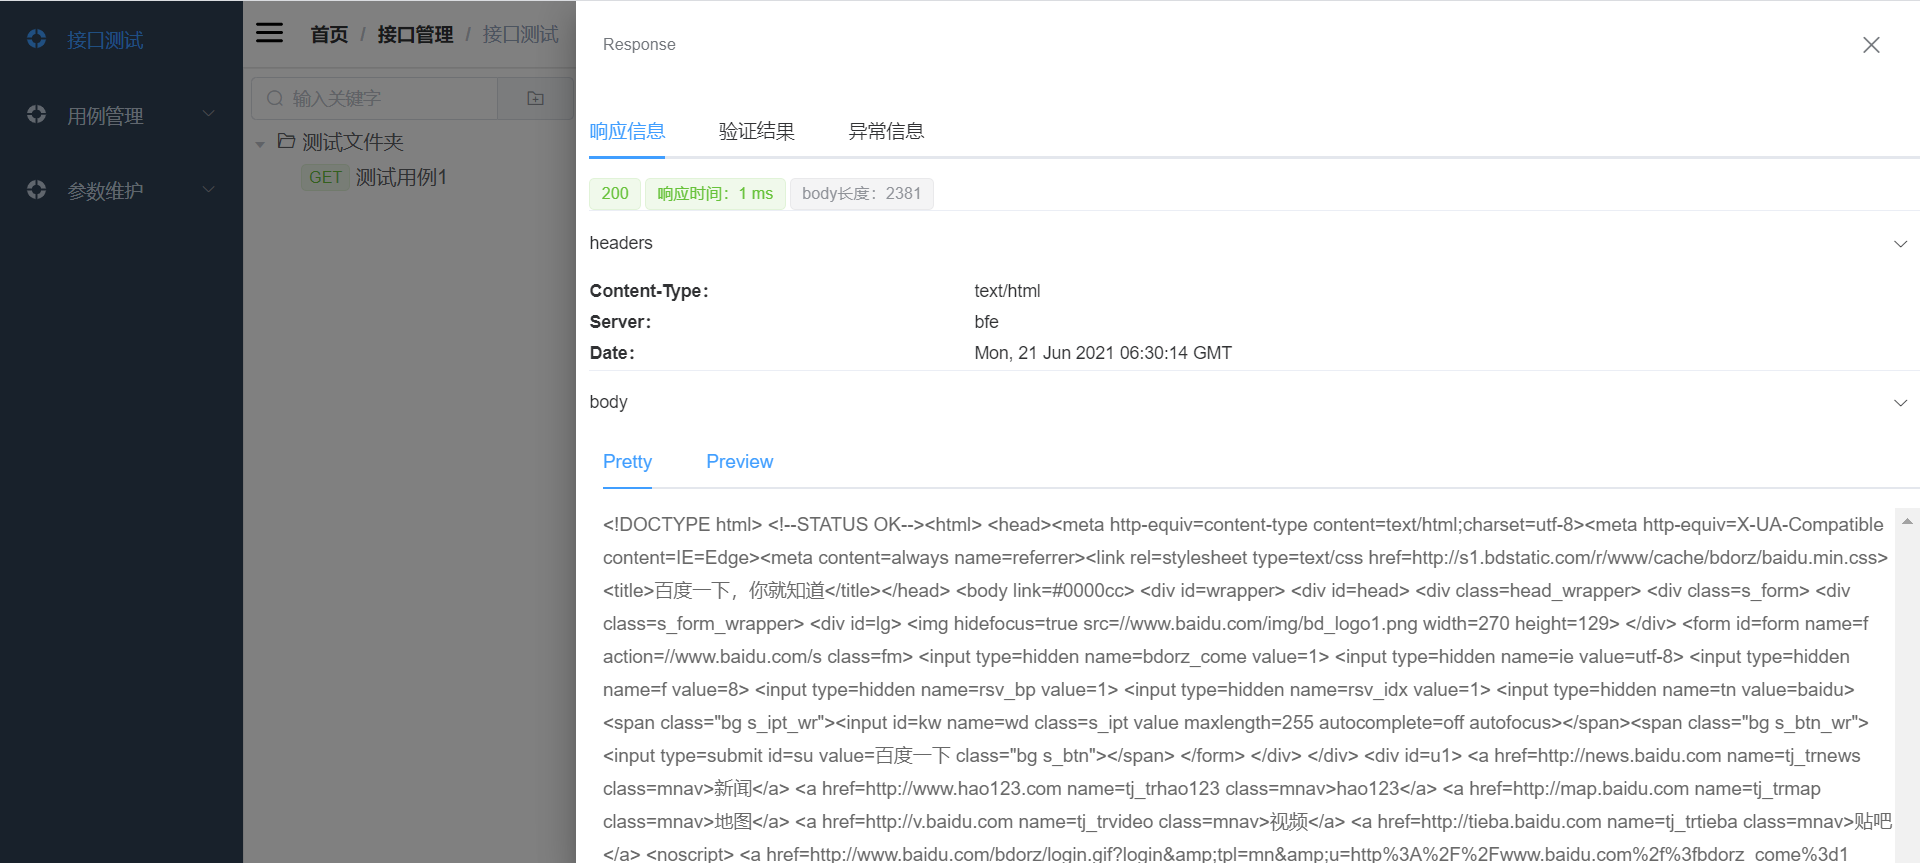 接口测试
用例管理
参数维护
首页 / 接口管理 / 接口测试
输入关键字
测试文件夹
GET 测试用例1
Response
响应信息 验证结果 异常信息
200 响应时间：1 ms body长度：2381
headers
Content-Type： text/html
Server： bfe
Date： Mon, 21 Jun 2021 06:30:14 GMT
body
Pretty Preview
<!DOCTYPE html> <!--STATUS OK--><html> <head><meta http-equiv=content-type content=text/html;charset=utf-8><meta http-equiv=X-UA-Compatible
content=IE=Edge><meta content=always name=referrer><link rel=stylesheet type=text/css href=http://s1.bdstatic.com/r/www/cache/bdorz/baidu.min.css>
<title>百度一下，你就知道</title></head> <body link=#0000cc> <div id=wrapper> <div id=head> <div class=head_wrapper> <div class=s_form> <div
class=s_form_wrapper> <div id=lg> <img hidefocus=true src=//www.baidu.com/img/bd_logo1.png width=270 height=129> </div> <form id=form name=f
action=//www.baidu.com/s class=fm> <input type=hidden name=bdorz_come value=1> <input type=hidden name=ie value=utf-8> <input type=hidden
name=f value=8> <input type=hidden name=rsv_bp value=1> <input type=hidden name=rsv_idx value=1> <input type=hidden name=tn value=baidu>
<span class="bg s_ipt_wr"><input id=kw name=wd class=s_ipt value maxlength=255 autocomplete=off autofocus></span><span class="bg s_btn_wr">
<input type=submit id=su value=百度一下 class="bg s_btn"></span> </form> </div> </div> <div id=u1> <a href=http://news.baidu.com name=tj_trnews
class=mnav>新闻</a> <a href=http://www.hao123.com name=tj_trhao123 class=mnav>hao123</a> <a href=http://map.baidu.com name=tj_trmap
class=mnav>地图</a> <a href=http://v.baidu.com name=tj_trvideo class=mnav>视频</a> <a href=http://tieba.baidu.com name=tj_trtieba class=mnav>贴吧
</a> <noscript> <a href=http://www.baidu.com/bdorz/login.gif?login&amp;tpl=mn&amp;u=http%3A%2F%2Fwww.baidu.com%2f%3fbdorz_come%3d1